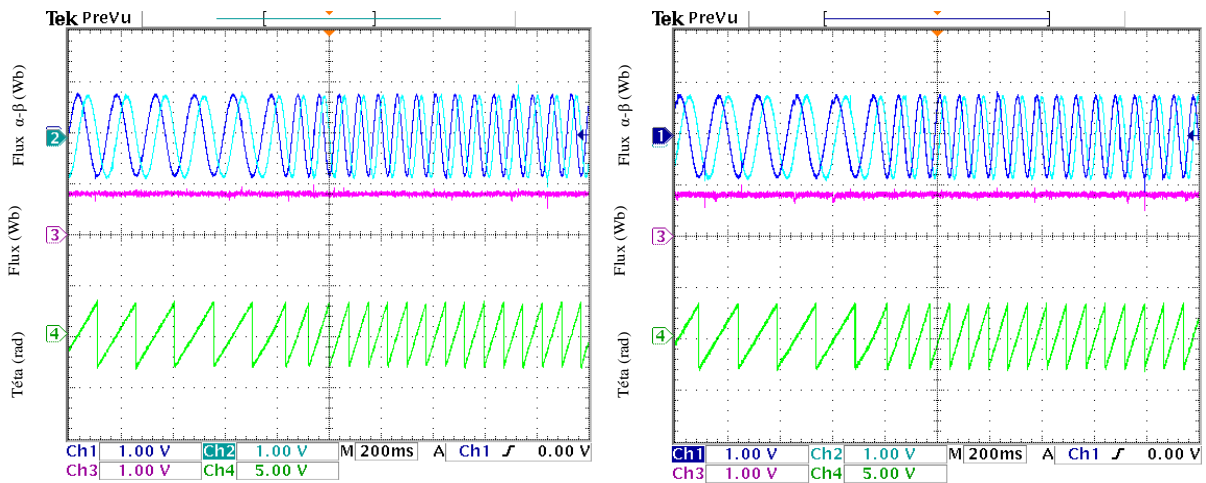 Tek PreVu
Flux α-β (Wb)
2
Flux (Wb)
3
Téta (rad)
4
Ch1 1.00 V Ch2 1.00 V M 200ms A Ch1 0.00 V
Ch3 1.00 V Ch4 5.00 V
Tek PreVu
Flux α-β (Wb)
1
Flux (Wb)
3
Téta (rad)
4
Ch1 1.00 V Ch2 1.00 V M 200ms A Ch1 0.00 V
Ch3 1.00 V Ch4 5.00 V